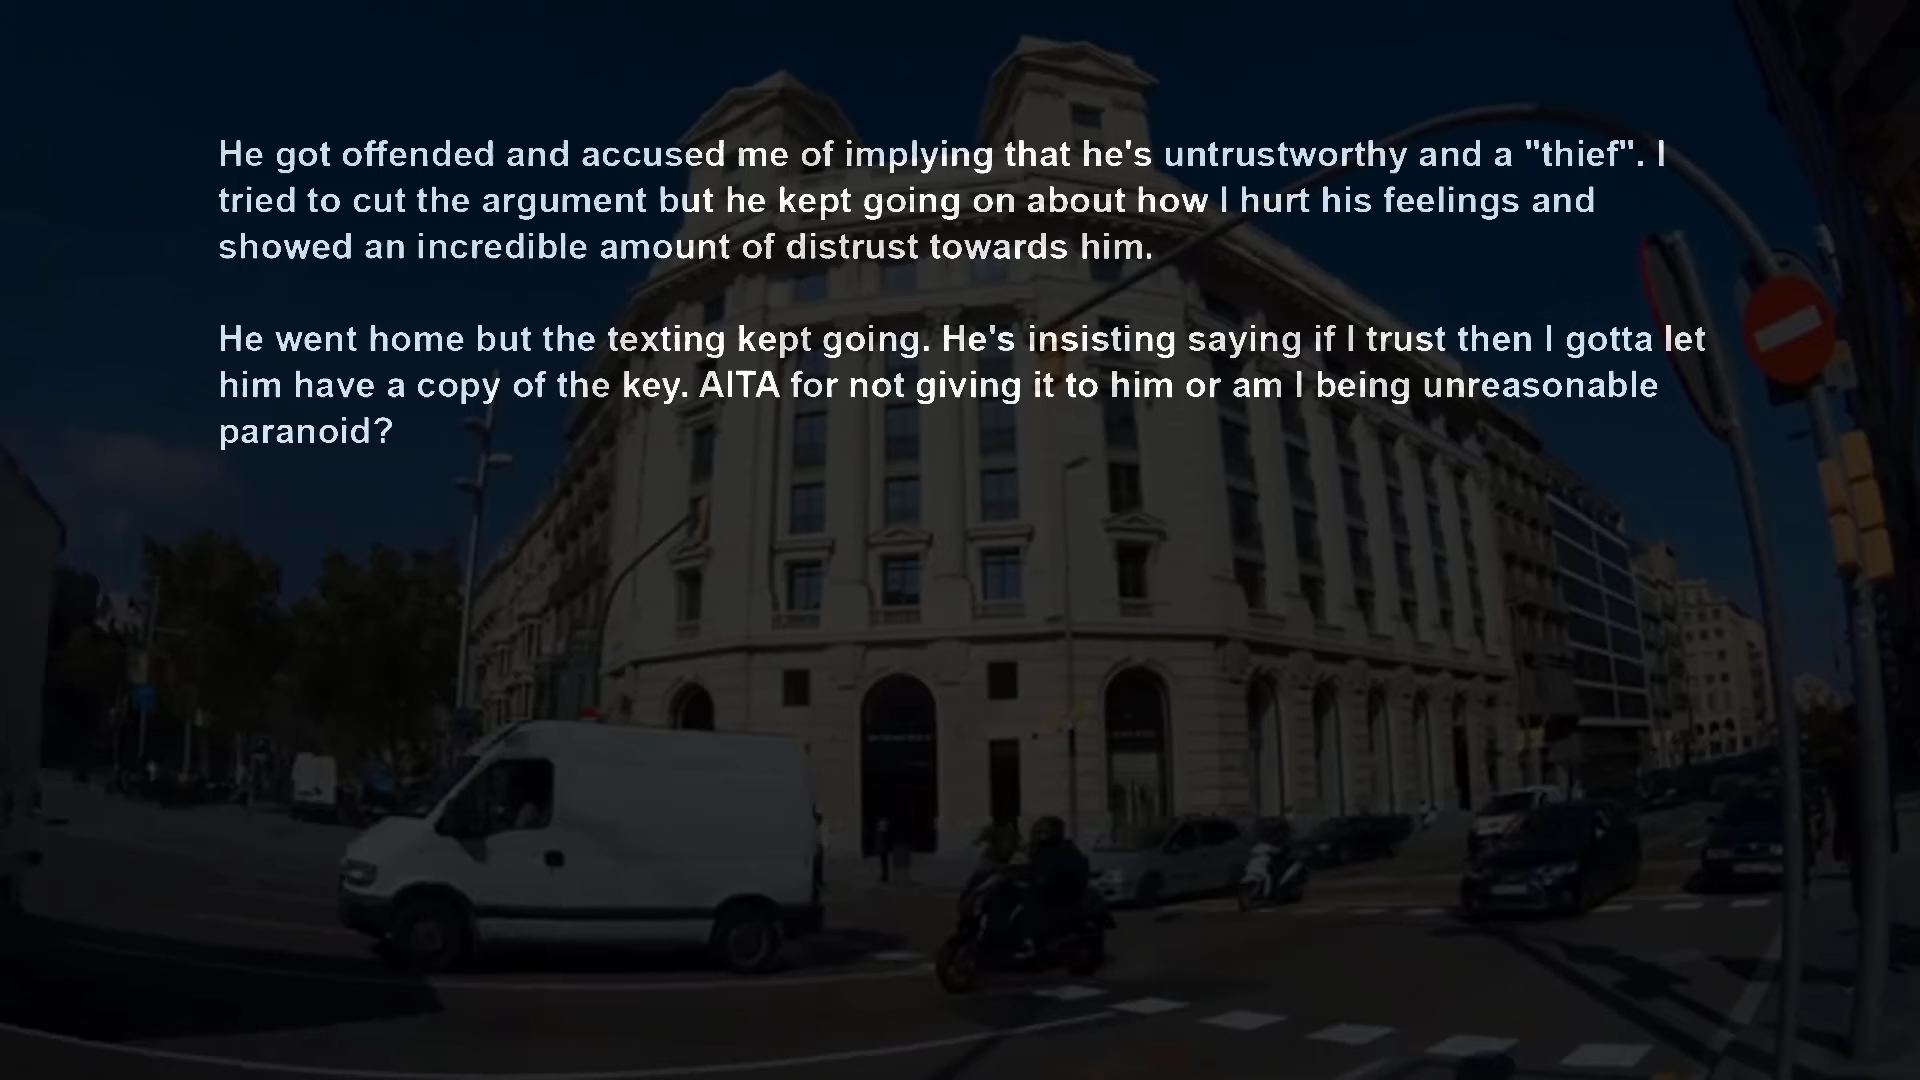 He got offended and accused me of implying that he's untrustworthy and a "thief". I
tried to cut the argument but he kept going on about how I hurt his feelings and
showed an incredible amount of distrust towards him.
He went home but the texting kept going. He's insisting saying if I trust then I gotta let
him have a copy of the key. AITA for not giving it to him or am I being unreasonable
paranoid?